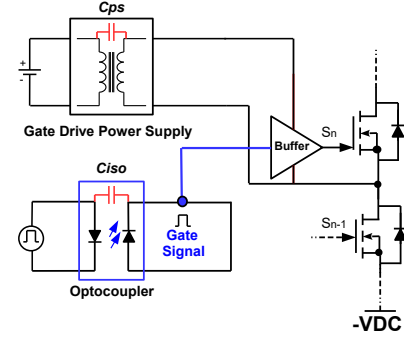 Cps
+
-
Gate Drive Power Supply
Buffer
Sn
Ciso
Gate
Signal
Sn-1
Optocoupler
-VDC